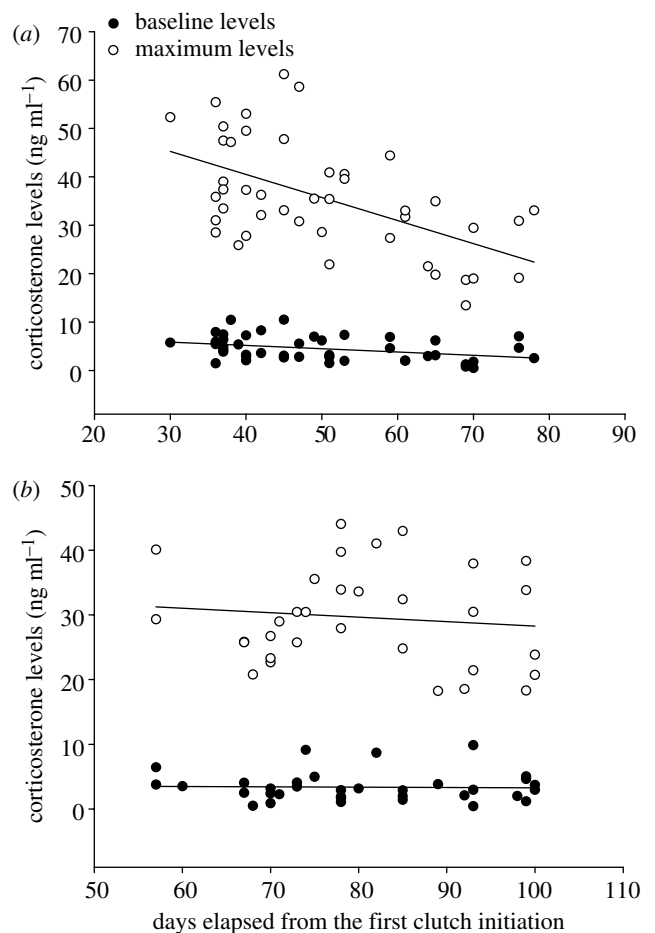 (a)
baseline levels
maximum levels
corticosterone levels (ng ml⁻¹)
70
60
50
40
30
20
10
0
20 30 40 50 60 70 80 90
(b)
corticosterone levels (ng ml⁻¹)
50
40
30
20
10
0
50 60 70 80 90 100 110
days elapsed from the first clutch initiation